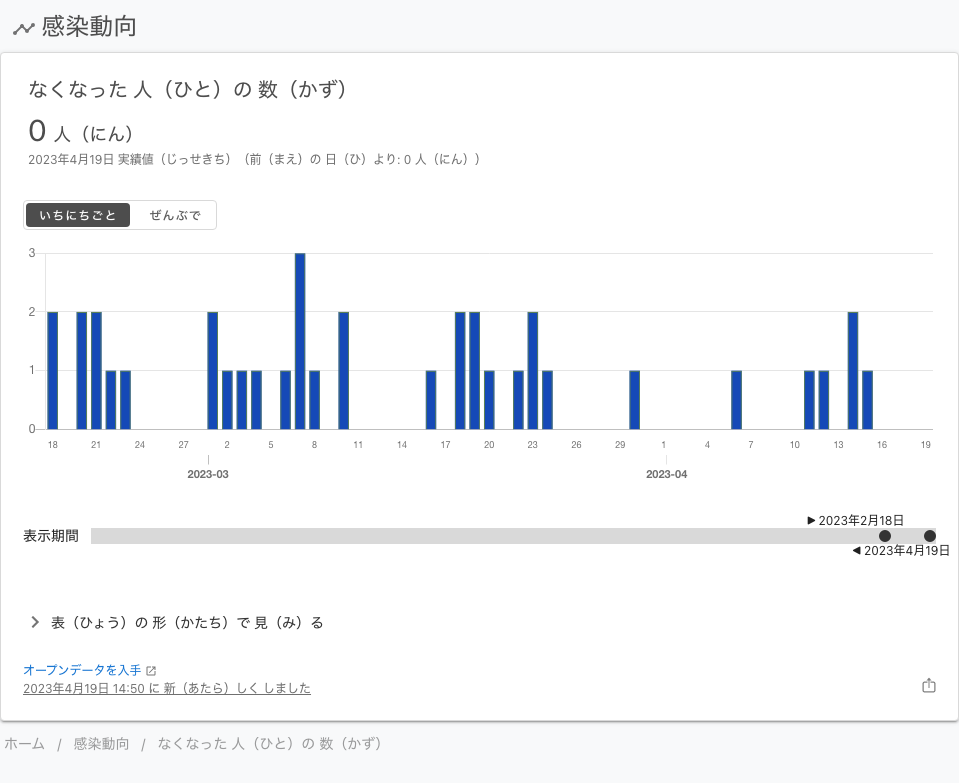 感染動向
なくなった 人（ひと）の 数（かず）
0 人（にん）
2023年4月19日 実績値（じっせきち）（前（まえ）の 日（ひ）より: 0 人（にん））
いちにちごと ぜんぶで
3
2
1
0
18 21 24 27 2 5 8 11 14 17 20 23 26 29 1 4 7 10 13 16 19
2023-03 2023-04
▶ 2023年2月18日
表示期間
◀ 2023年4月19日
表（ひょう）の 形（かたち）で 見（み）る
オープンデータを入手
2023年4月19日 14:50 に 新（あたら）しく しました
ホーム / 感染動向 / なくなった 人（ひと）の 数（かず）